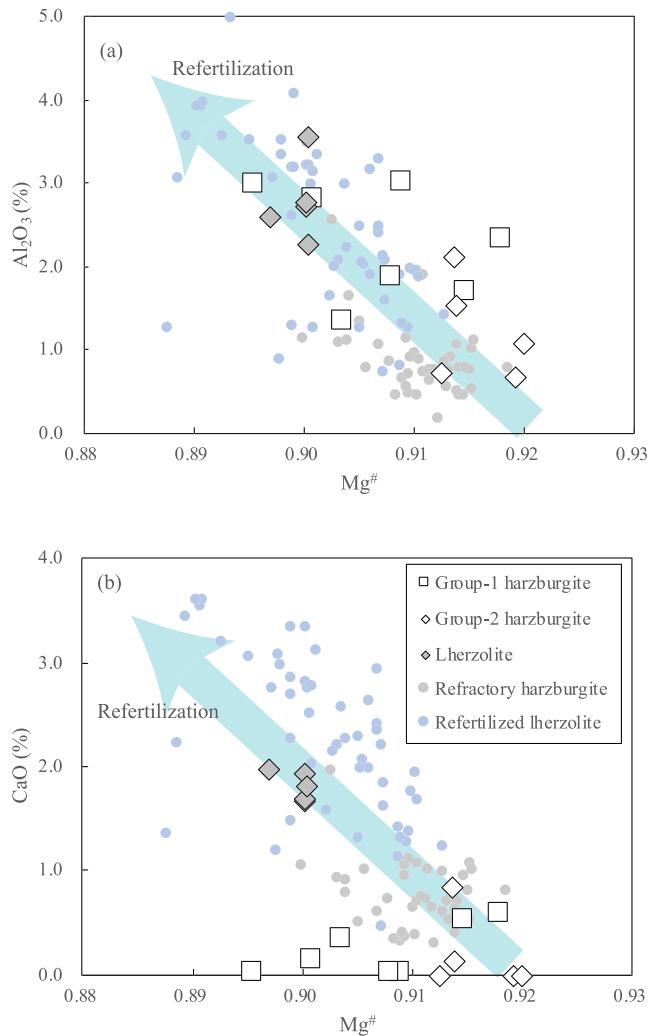 5.0
(a)
Refertilization
4.0
3.0
Al₂O₃ (%)
2.0
1.0
0.0
0.88 0.89 0.90 0.91 0.92 0.93
Mg#
4.0
(b)
Group-1 harzburgite
Group-2 harzburgite
Lherzolite
Refractory harzburgite
Refertilized lherzolite
3.0
Refertilization
CaO (%)
2.0
1.0
0.0
0.88 0.89 0.90 0.91 0.92 0.93
Mg#